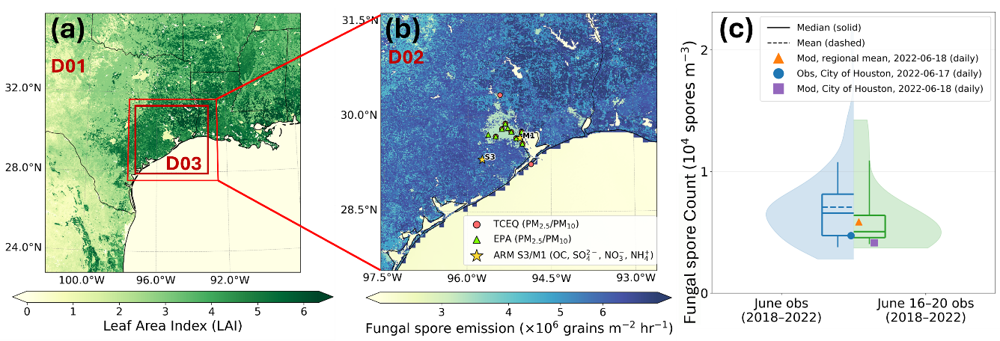 (a)
D01
D03
32.0°N
30.0°N
28.0°N
24.0°N
100.0°W
96.0°W
92.0°W
0
1
2
3
4
5
6
Leaf Area Index (LAI)
(b)
D02
31.5°N
30.0°N
28.5°N
M1
S3
TCEQ (PM₂.₅/PM₁₀)
EPA (PM₂.₅/PM₁₀)
ARM S3/M1 (OC, SO₄²⁻, NO₃⁻, NH₄⁺)
97.5°W
96.0°W
94.5°W
93.0°W
3
4
5
6
Fungal spore emission (×10⁶ grains m⁻² hr⁻¹)
(c)
Median (solid)
Mean (dashed)
Mod, regional mean, 2022-06-18 (daily)
Obs, City of Houston, 2022-06-17 (daily)
Mod, City of Houston, 2022-06-18 (daily)
Fungal spore Count (10⁴ spores m⁻³)
2
1
0
June obs
(2018–2022)
June 16–20 obs
(2018–2022)